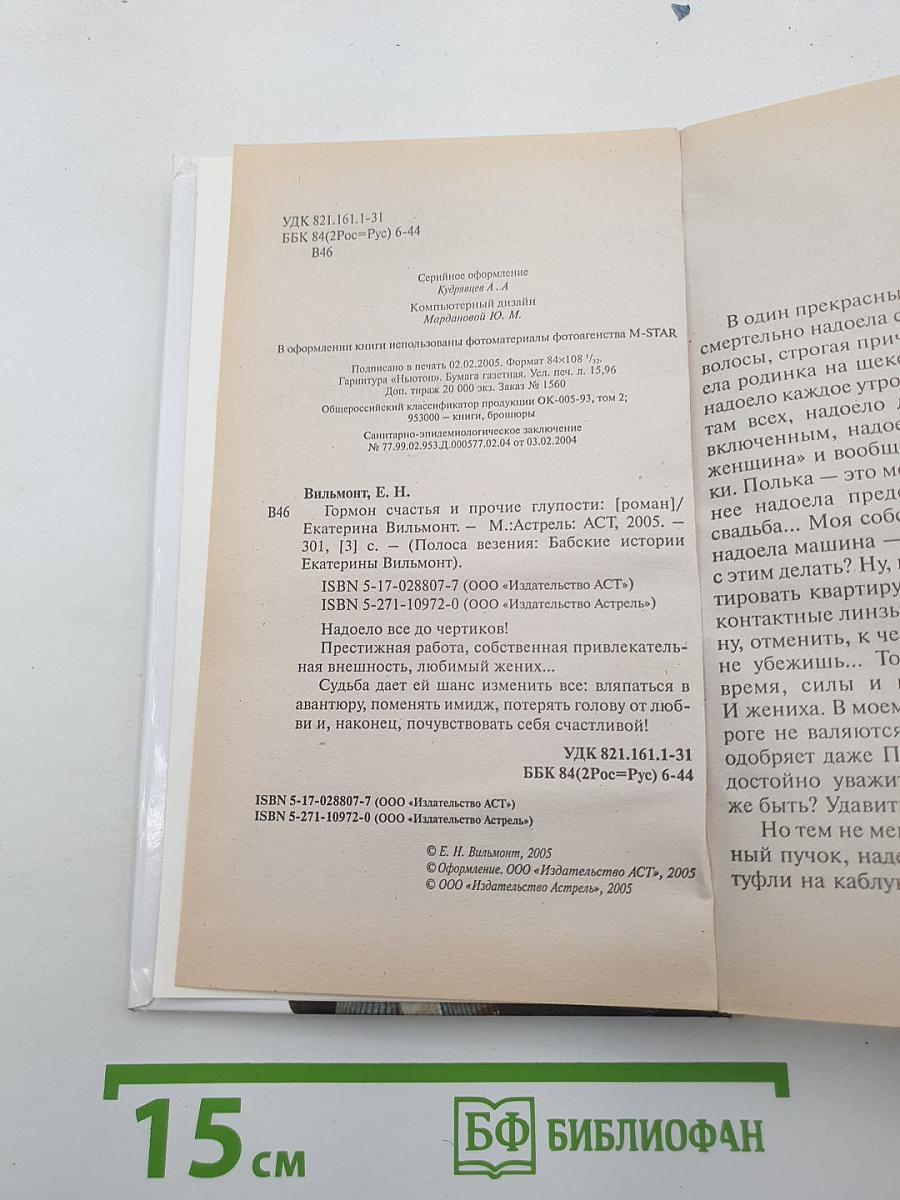 УДК 821.161.1-31
ББК 84(2Рос=Рус) 6-44
В46
Серийное оформление
Кудрявцев А . А
Компьютерный дизайн
Мардановой Ю. М.
В оформлении книги использованы фотоматериалы фотоагенства M-STAR
Подписано в печать 02.02.2005. Формат 84×108 1/32.
Гарнитура «Ньютон». Бумага газетная. Усл. печ. л. 15,96
Доп. тираж 20 000 экз. Заказ № 1560
Общероссийский классификатор продукции ОК-005-93, том 2;
953000 – книги, брошюры
Санитарно-эпидемиологическое заключение
№ 77.99.02.953.Д.000577.02.04 от 03.02.2004
Вильмонт, Е. Н.
В46 Гормон счастья и прочие глупости: [роман]/
Екатерина Вильмонт. – М.:Астрель: АСТ, 2005. –
301, [3] с. – (Полоса везения: Бабские истории
Екатерины Вильмонт).
ISBN 5-17-028807-7 (ООО «Издательство АСТ»)
ISBN 5-271-10972-0 (ООО «Издательство Астрель»)
Надоело все до чертиков!
Престижная работа, собственная привлекатель-
ная внешность, любимый жених...
Судьба дает ей шанс изменить все: вляпаться в
авантюру, поменять имидж, потерять голову от люб-
ви и, наконец, почувствовать себя счастливой!
УДК 821.161.1-31
ББК 84(2Рос=Рус) 6-44
ISBN 5-17-028807-7 (ООО «Издательство АСТ»)
ISBN 5-271-10972-0 (ООО «Издательство Астрель»)
© Е. Н. Вильмонт, 2005
© Оформление. ООО «Издательство АСТ», 2005
© ООО «Издательство Астрель», 2005
В один прекрасны
смертельно надоела с
волосы, строгая прич
ела родинка на щек
надоело каждое утро
там всех, надоело
включенным, надое
женщина» и вообщ
ки. Полька — это м
нее надоела пред
свадьба... Моя соб
надоела машина —
с этим делать? Ну,
тировать квартиру
контактные линзы
ну, отменить, к че
не убежишь... То
время, силы и
И жениха. В моем
роге не валяются
одобряет даже П
достойно уважит
же быть? Удавит
Но тем не ме
ный пучок, наде
туфли на каблу
15 см
БФ БИБЛИОФАН